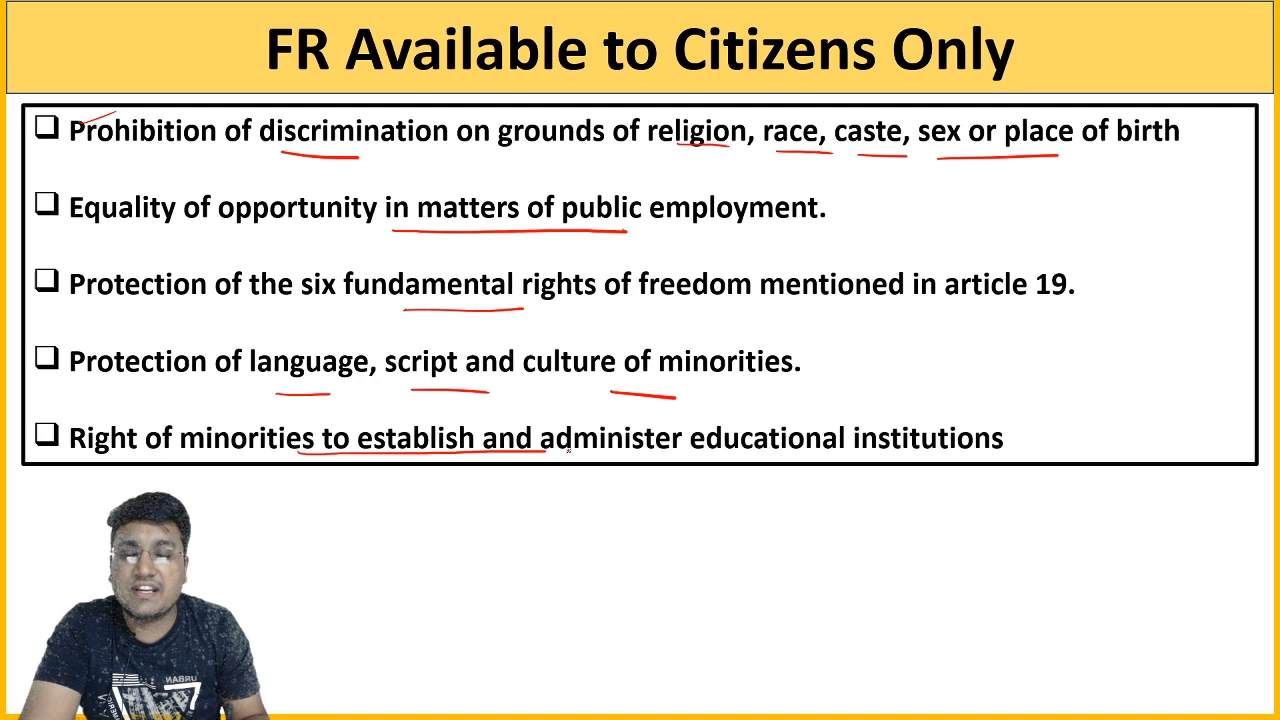 FR Available to Citizens Only
Prohibition of discrimination on grounds of religion, race, caste, sex or place of birth
Equality of opportunity in matters of public employment.
Protection of the six fundamental rights of freedom mentioned in article 19.
Protection of language, script and culture of minorities.
Right of minorities to establish and administer educational institutions
URBAN
7